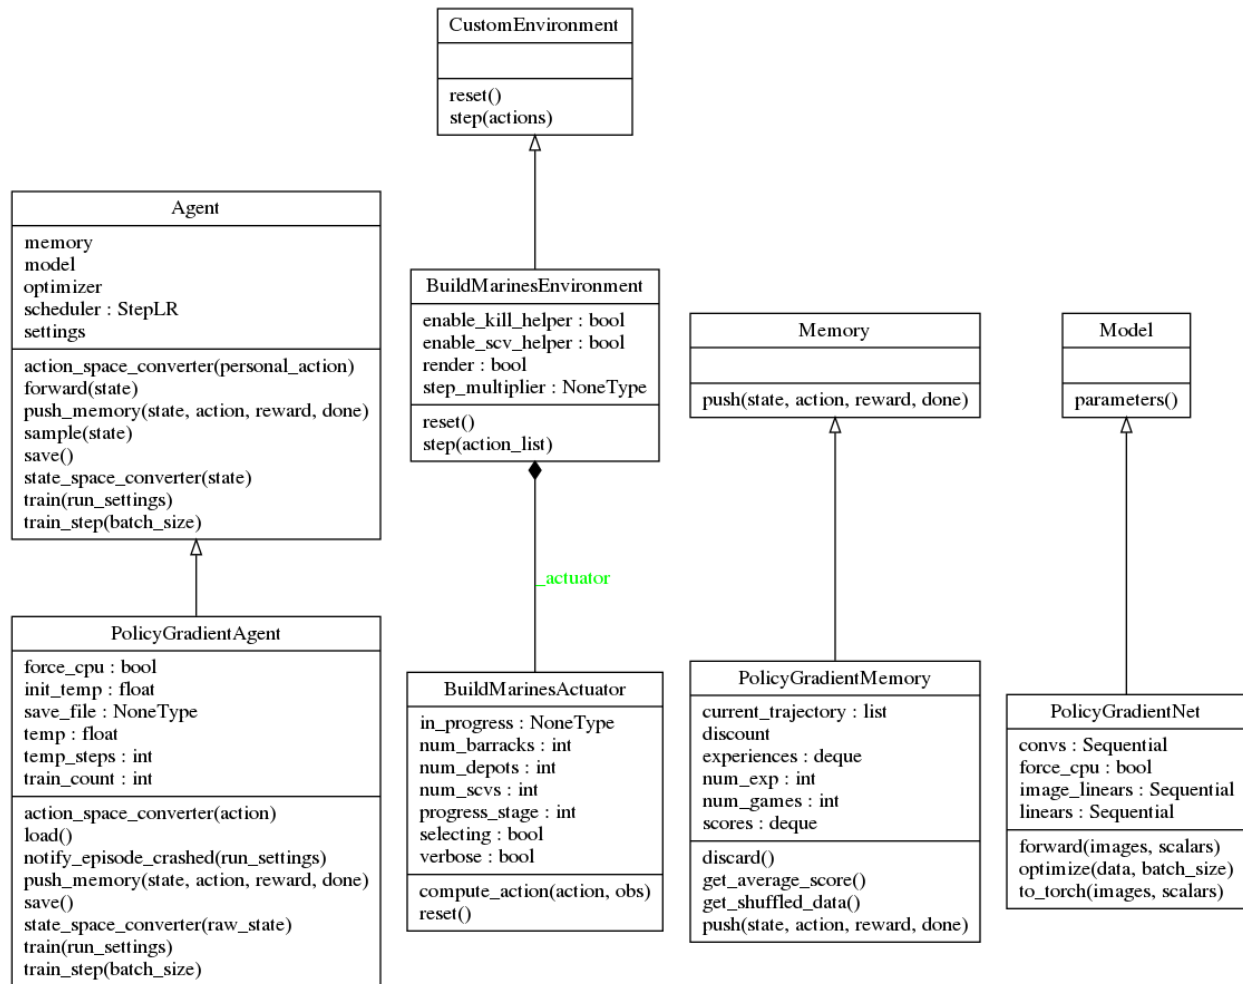 CustomEnvironment
reset()
step(actions)
Agent
memory
model
optimizer
scheduler : StepLR
settings
action_space_converter(personal_action)
forward(state)
push_memory(state, action, reward, done)
sample(state)
save()
state_space_converter(state)
train(run_settings)
train_step(batch_size)
BuildMarinesEnvironment
enable_kill_helper : bool
enable_scv_helper : bool
render : bool
step_multiplier : NoneType
reset()
step(action_list)
Memory
push(state, action, reward, done)
Model
parameters()
_actuator
PolicyGradientAgent
force_cpu : bool
init_temp : float
save_file : NoneType
temp : float
temp_steps : int
train_count : int
action_space_converter(action)
load()
notify_episode_crashed(run_settings)
push_memory(state, action, reward, done)
save()
state_space_converter(raw_state)
train(run_settings)
train_step(batch_size)
BuildMarinesActuator
in_progress : NoneType
num_barracks : int
num_depots : int
num_scvs : int
progress_stage : int
selecting : bool
verbose : bool
compute_action(action, obs)
reset()
PolicyGradientMemory
current_trajectory : list
discount
experiences : deque
num_exp : int
num_games : int
scores : deque
discard()
get_average_score()
get_shuffled_data()
push(state, action, reward, done)
PolicyGradientNet
convs : Sequential
force_cpu : bool
image_linears : Sequential
linears : Sequential
forward(images, scalars)
optimize(data, batch_size)
to_torch(images, scalars)